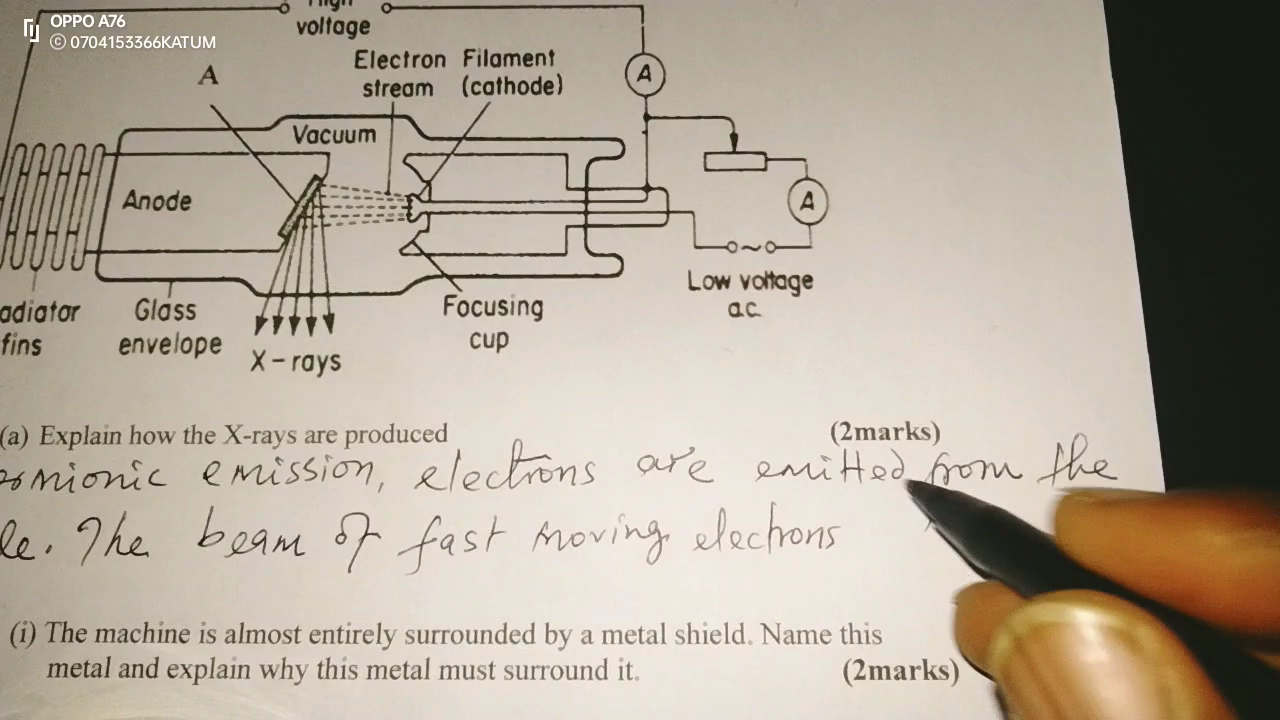 OPPO A76
© 0704153366KATUM
High
voltage
A
Electron
stream
Filament
(cathode)
A
Vacuum
Anode
A
Low voltage
a.c.
adiator
fins
Glass
envelope
X-rays
Focusing
cup
(a) Explain how the X-rays are produced (2marks)
omionic emission, electrons are emitted from the
le. The beam of fast moving electrons
(i) The machine is almost entirely surrounded by a metal shield. Name this
metal and explain why this metal must surround it. (2marks)